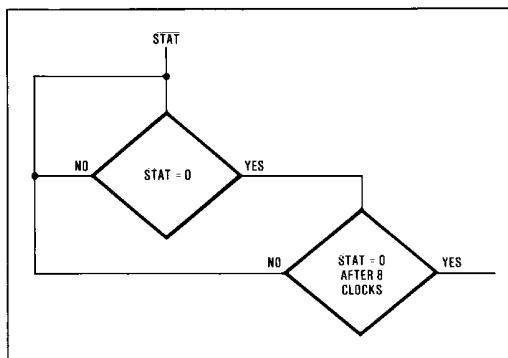 STAT
NO
STAT = 0
YES
NO
STAT = 0
AFTER 8
CLOCKS
YES